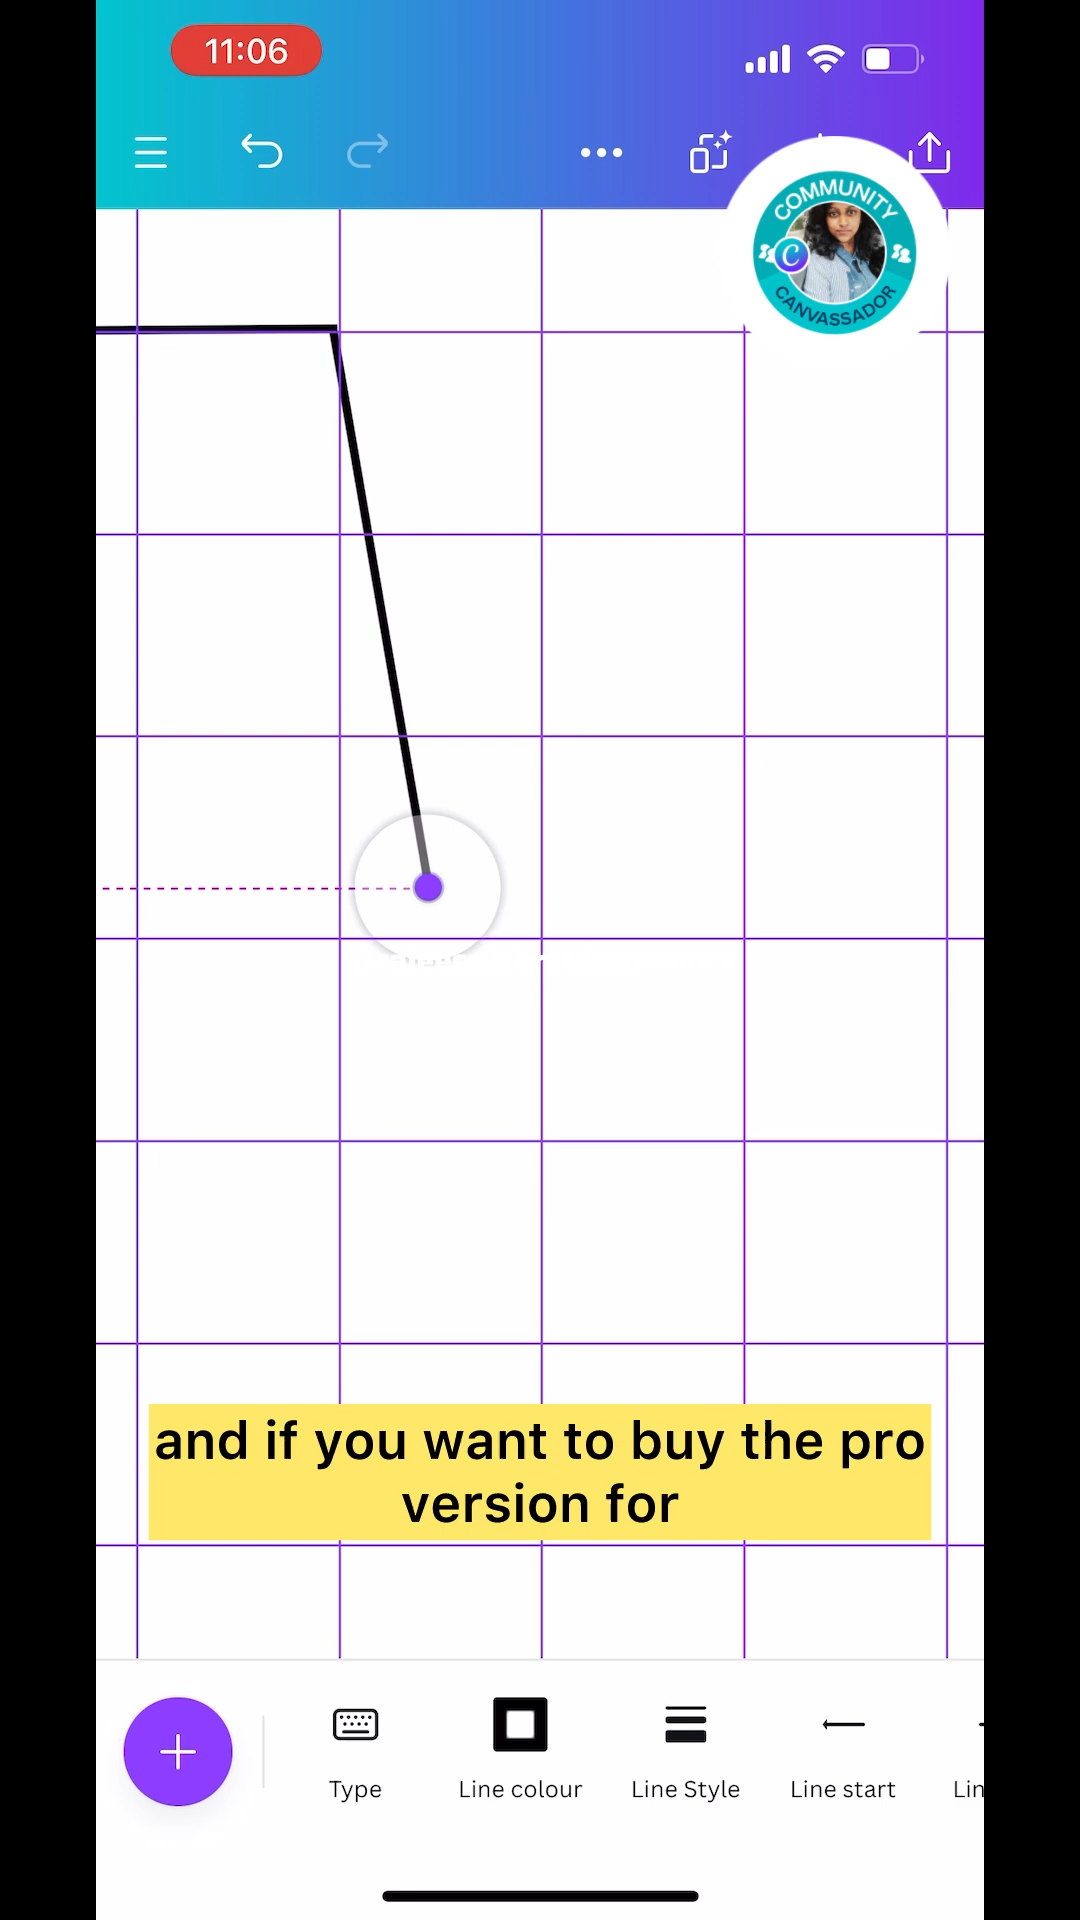 11:06
COMMUNITY
C
CANVASSADOR
and if you want to buy the pro
version for
Type
Line colour
Line Style
Line start
Lin